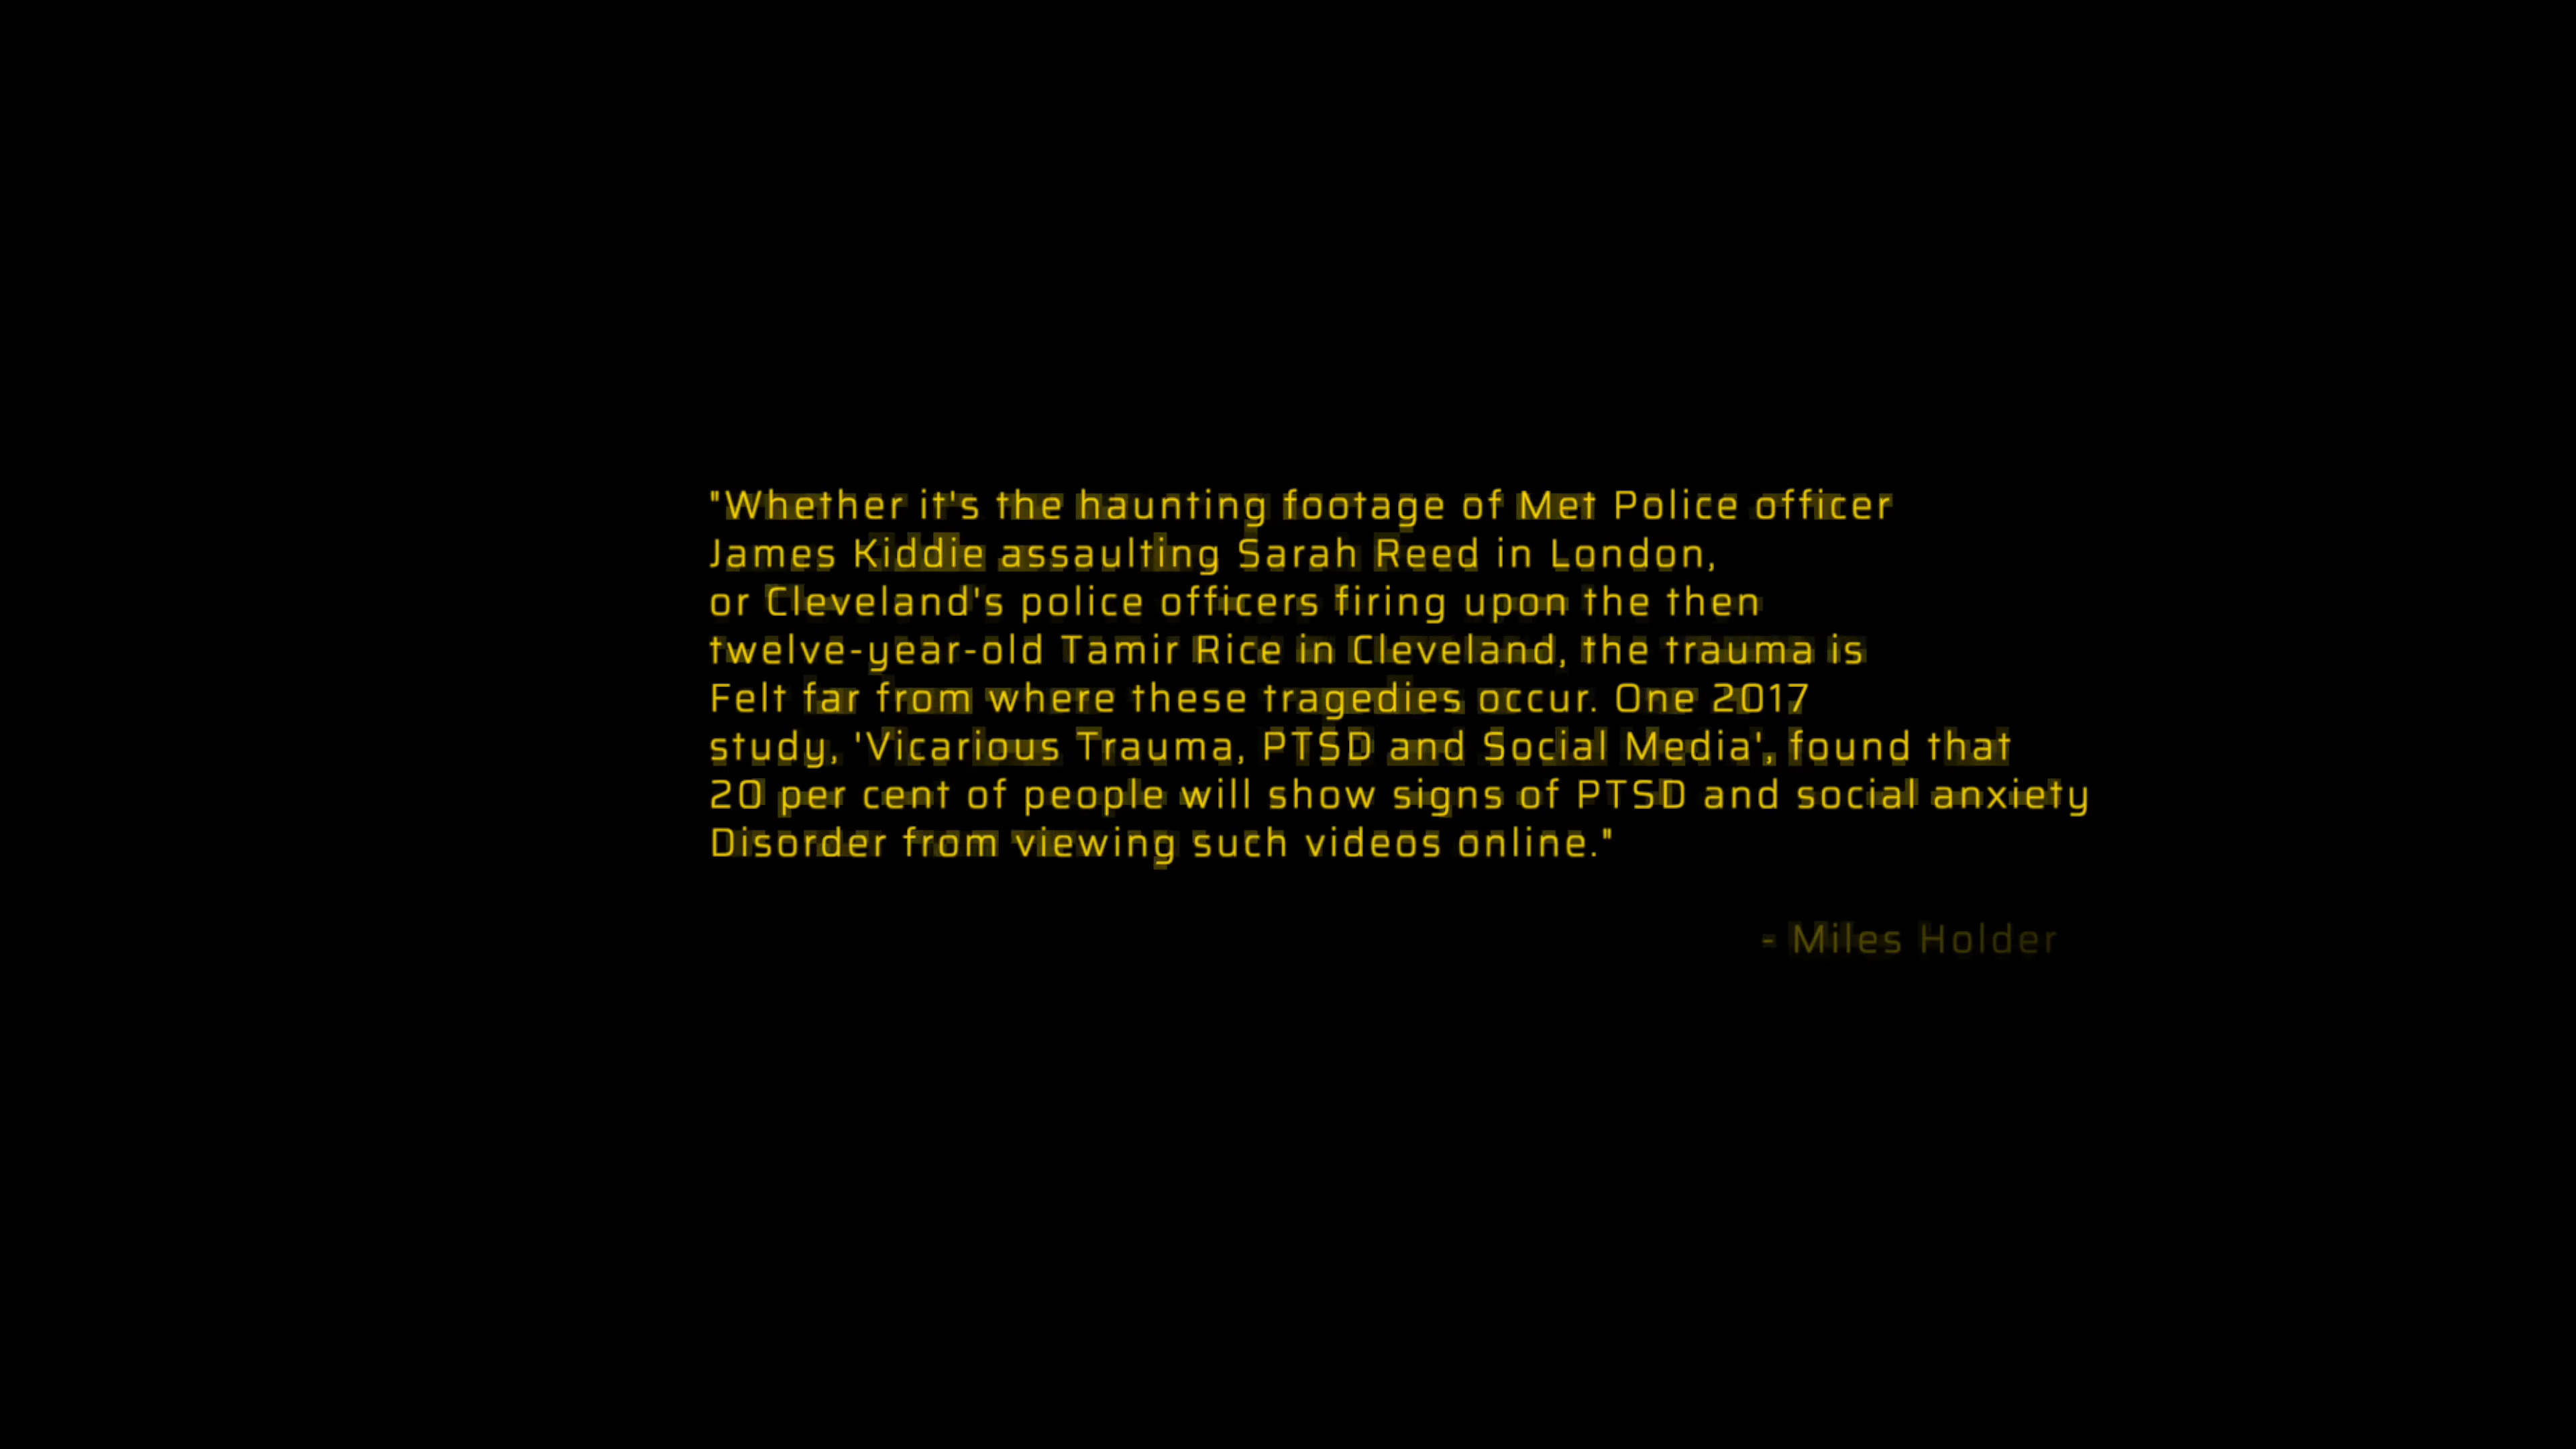 "Whether it's the haunting footage of Met Police officer
James Kiddie assaulting Sarah Reed in London,
or Cleveland's police officers firing upon the then
twelve-year-old Tamir Rice in Cleveland, the trauma is
Felt far from where these tragedies occur. One 2017
study, 'Vicarious Trauma, PTSD and Social Media', found that
20 per cent of people will show signs of PTSD and social anxiety
Disorder from viewing such videos online."
- Miles Holder